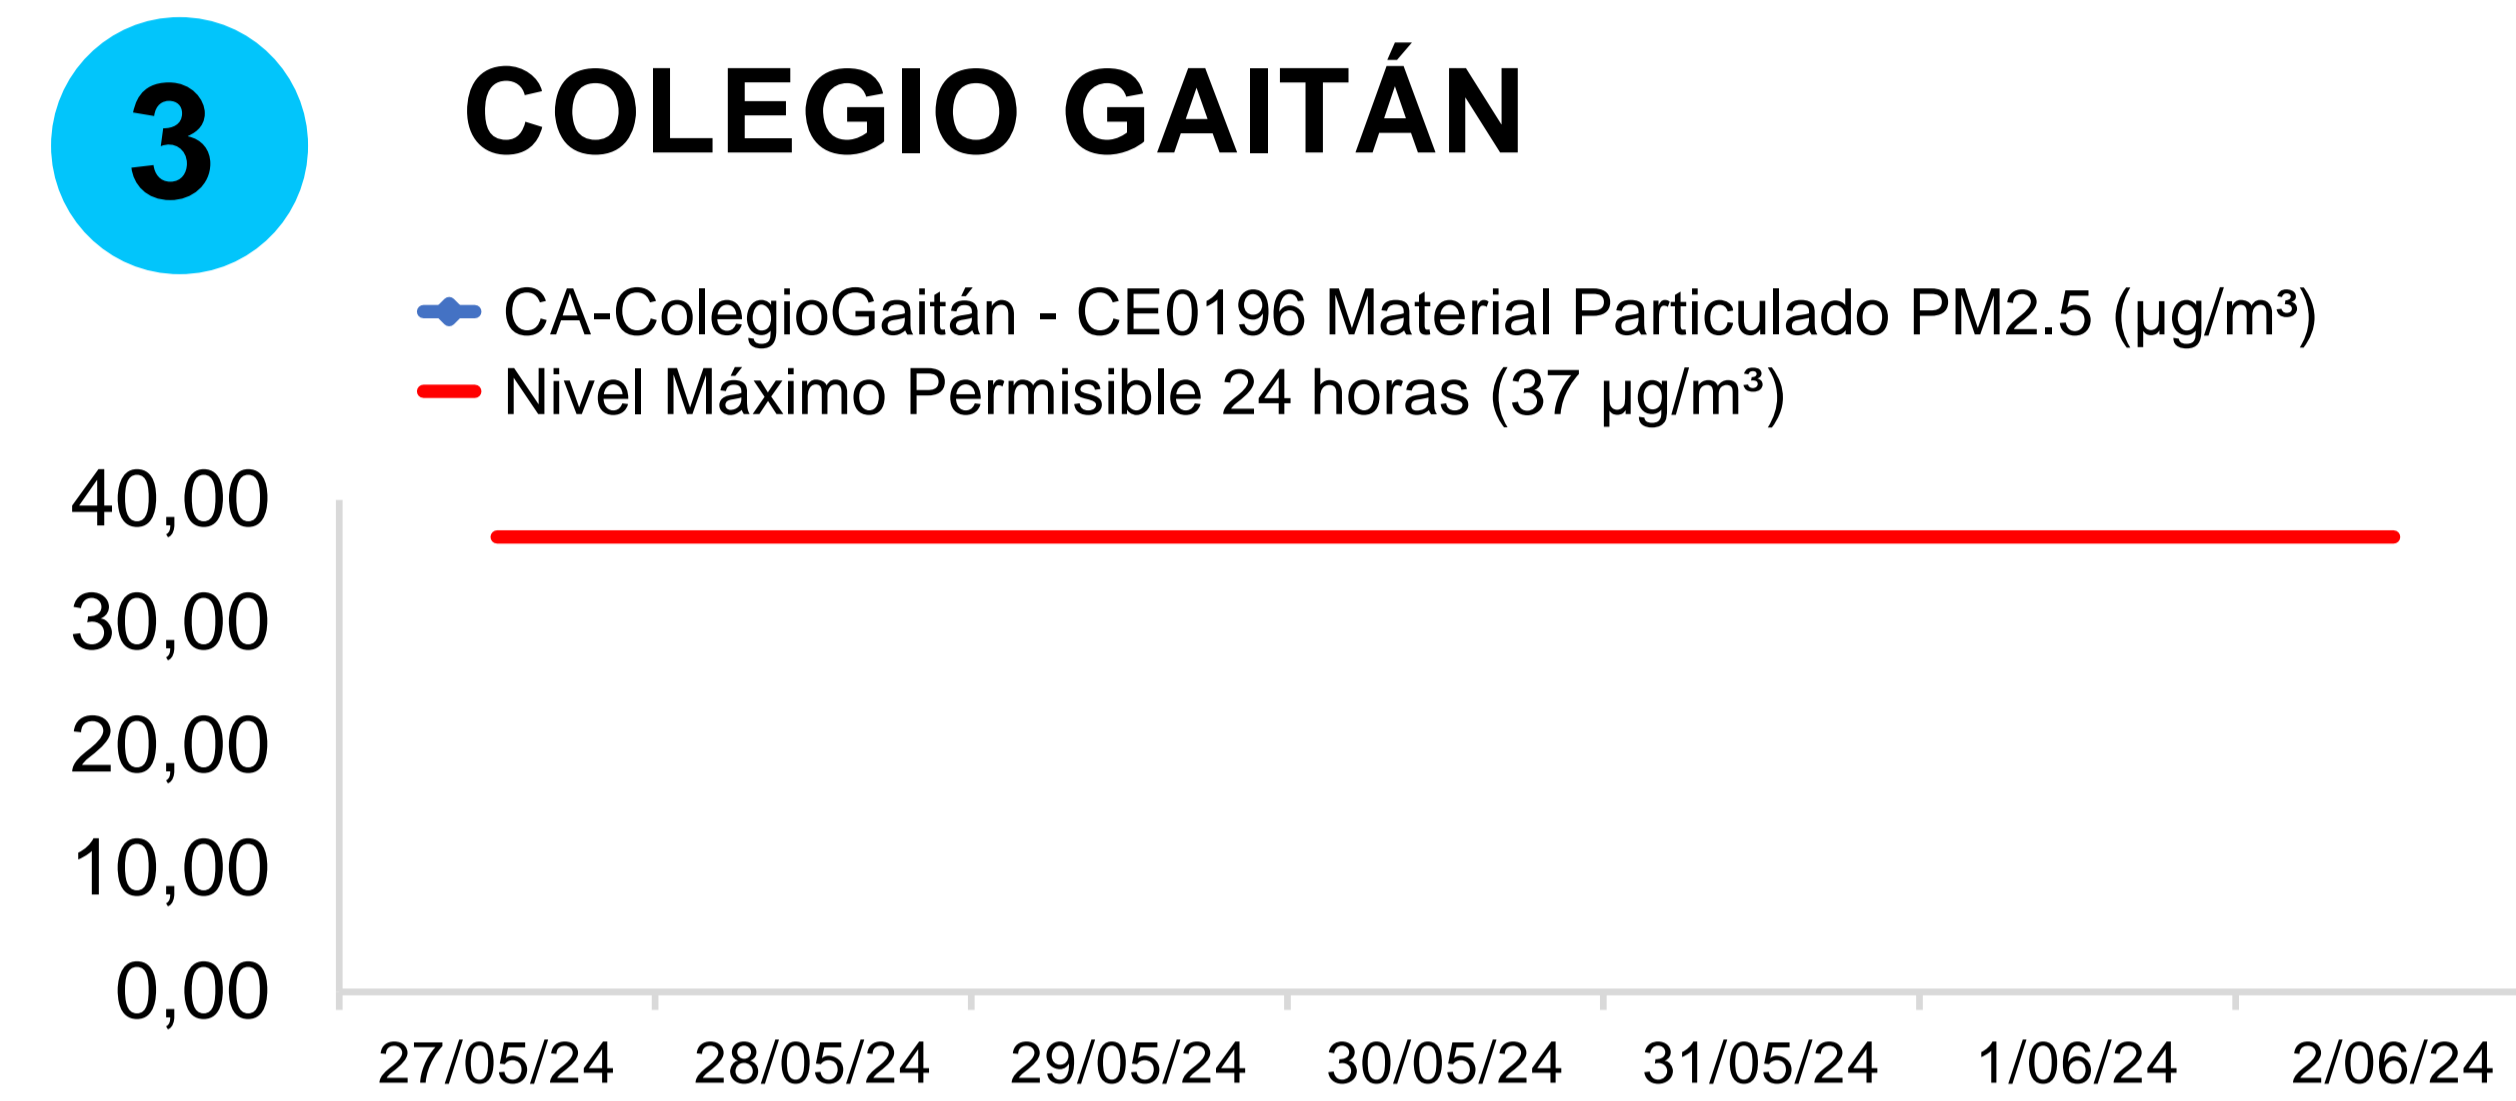 3
COLEGIO GAITÁN
CA-ColegioGaitán - CE0196 Material Particulado PM2.5 (µg/m³)
Nivel Máximo Permisible 24 horas (37 µg/m³)
40,00
30,00
20,00
10,00
0,00
27/05/24 28/05/24 29/05/24 30/05/24 31/05/24 1/06/24 2/06/24